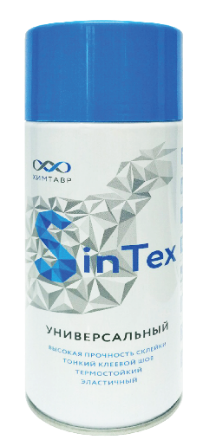 ХИМТАВР
SinTex
УНИВЕРСАЛЬНЫЙ
ВЫСОКАЯ ПРОЧНОСТЬ СКЛЕЙКИ
ТОНКИЙ КЛЕЕВОЙ ШОВ
ТЕРМОСТОЙКИЙ
ЭЛАСТИЧНЫЙ